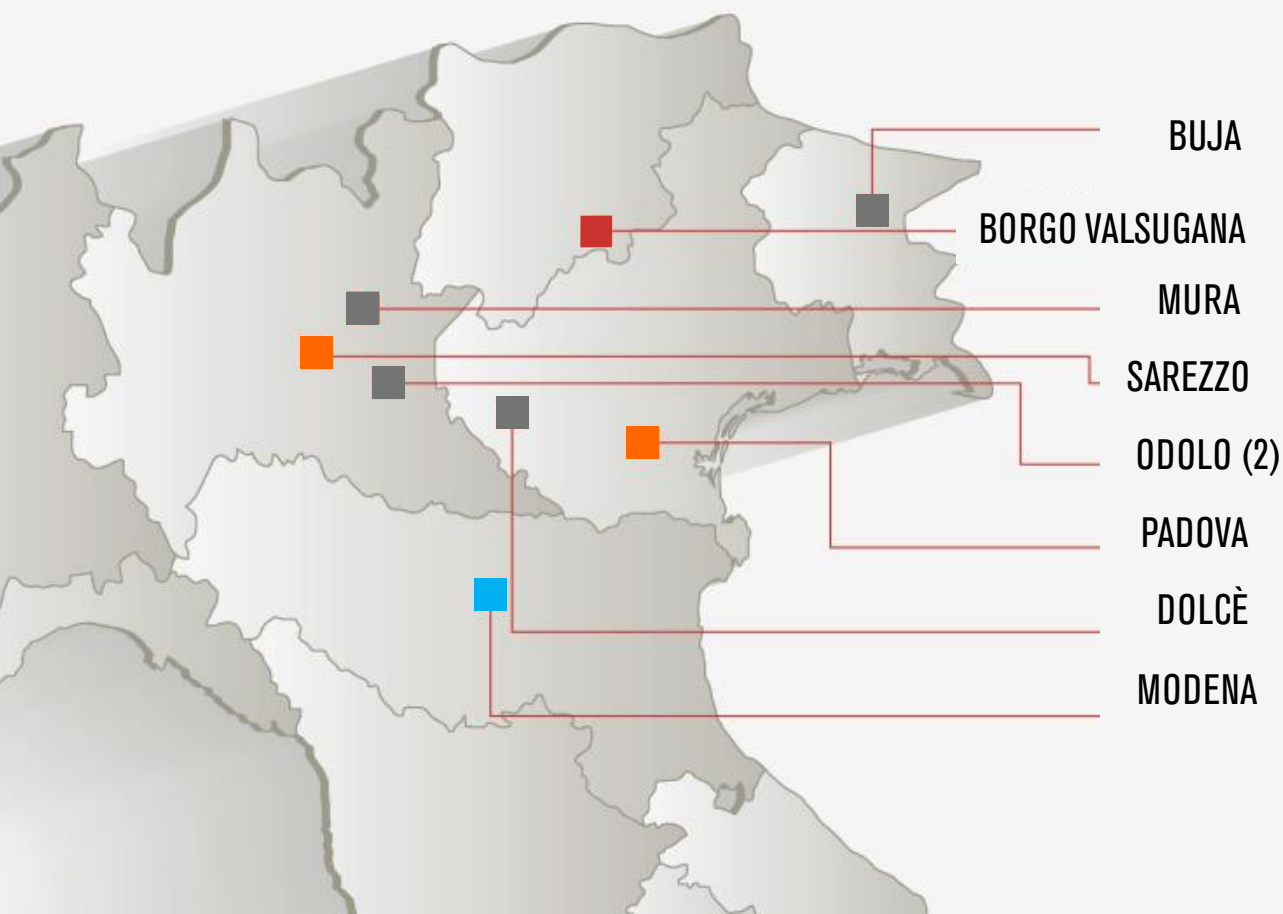 BUJA
BORGO VALSUGANA
MURA
SAREZZO
ODOLO (2)
PADOVA
DOLCÈ
MODENA